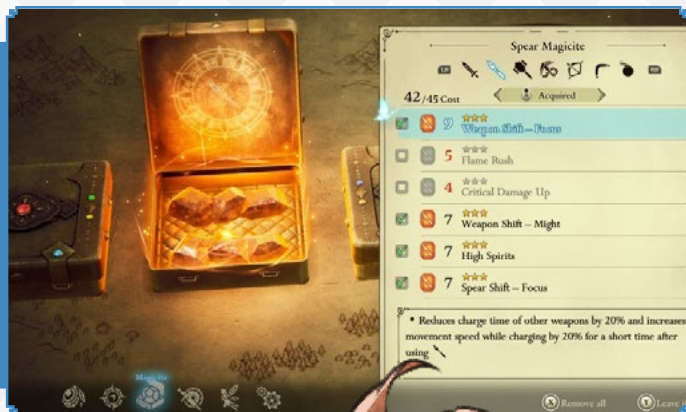 Spear Magicite
42/45 Cost
Acquired
9 Weapon Shift – Focus
5 Flame Rush
4 Critical Damage Up
7 Weapon Shift – Might
7 High Spirits
7 Spear Shift – Focus
• Reduces charge time of other weapons by 20% and increases
movement speed while charging by 20% for a short time after
using
Magicite
X Remove all
Y Leave